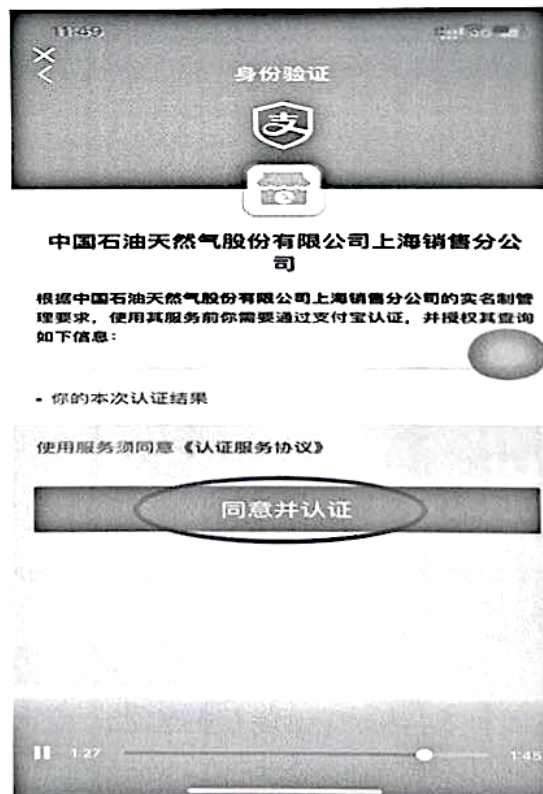 11:49
身份验证
支
中国石油天然气股份有限公司上海销售分公
司
根据中国石油天然气股份有限公司上海销售分公司的实名制管
理要求，使用其服务前你需要通过支付宝认证，并授权其查询
如下信息：
• 你的本次认证结果
使用服务须同意《认证服务协议》
同意并认证
1:27
1:45